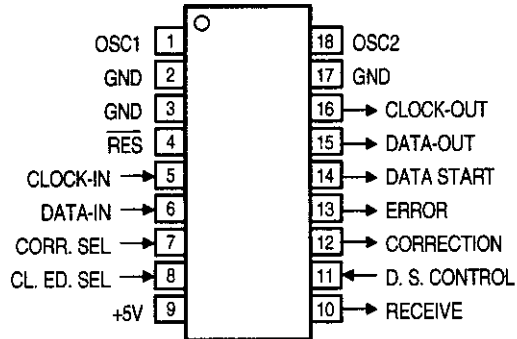 OSC1 1 18 OSC2
GND 2 17 GND
GND 3 16 CLOCK-OUT
RES 4 15 DATA-OUT
CLOCK-IN 5 14 DATA START
DATA-IN 6 13 ERROR
CORR. SEL 7 12 CORRECTION
CL. ED. SEL 8 11 D. S. CONTROL
+5V 9 10 RECEIVE